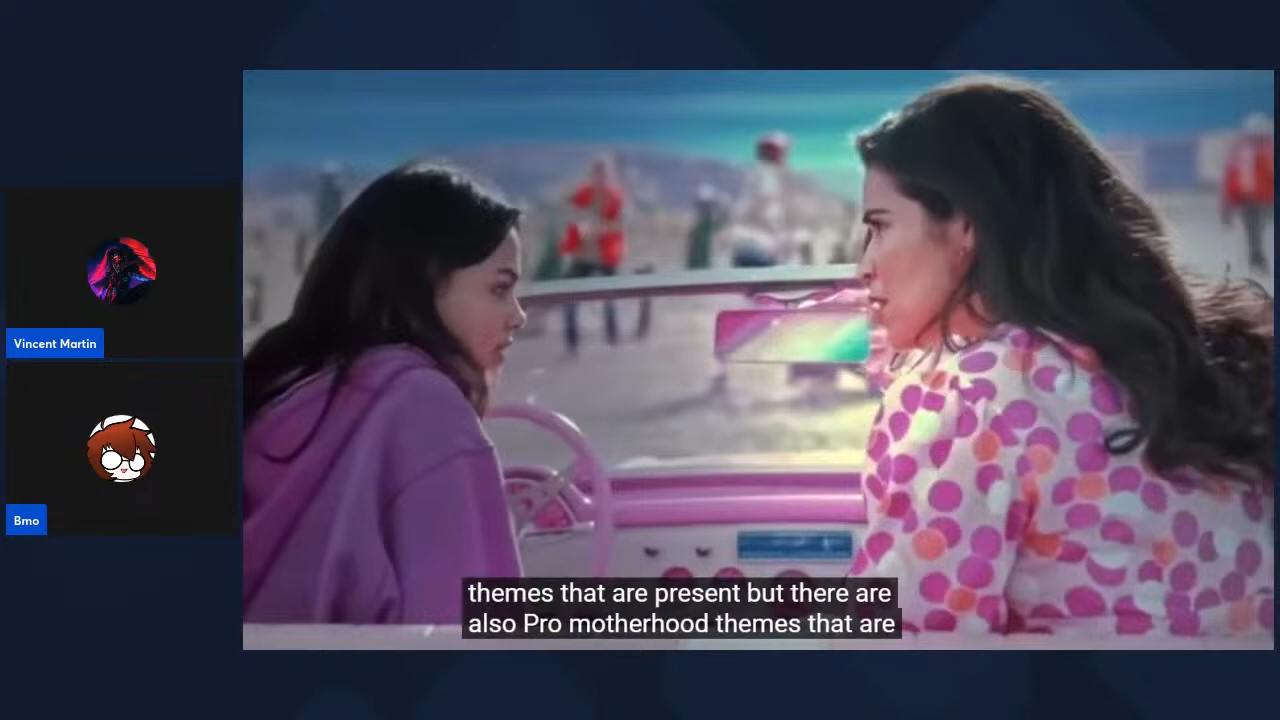 Vincent Martin
Bmo
themes that are present but there are
also Pro motherhood themes that are